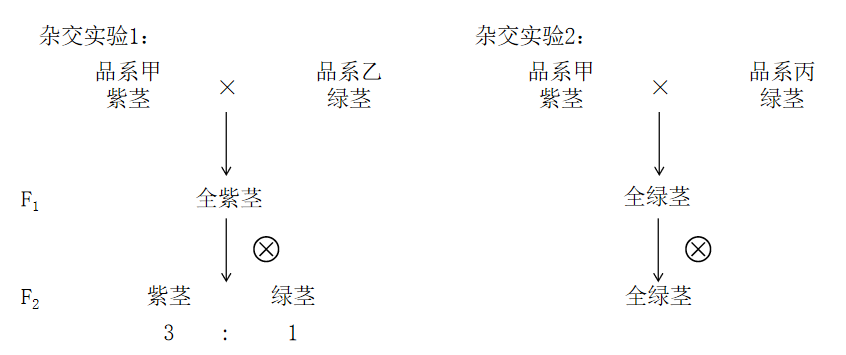 杂交实验1： 杂交实验2：
品系甲 品系乙 品系甲 品系丙
紫茎 × 绿茎 紫茎 × 绿茎
F₁ 全紫茎 全绿茎
F₂ 紫茎 绿茎 全绿茎
3 : 1